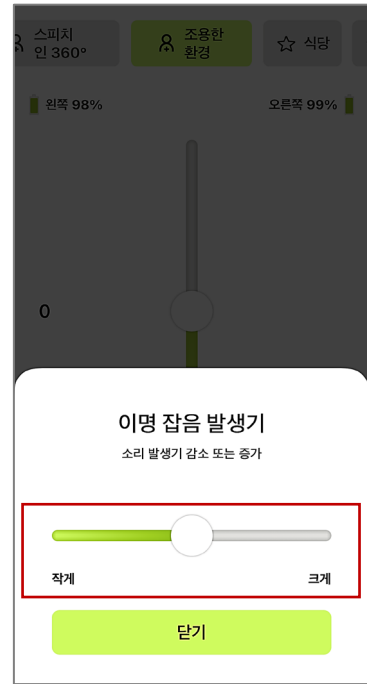 스피치
인 360°
조용한
환경
식당
왼쪽 98%
오른쪽 99%
0
이명 잡음 발생기
소리 발생기 감소 또는 증가
작게
크게
닫기